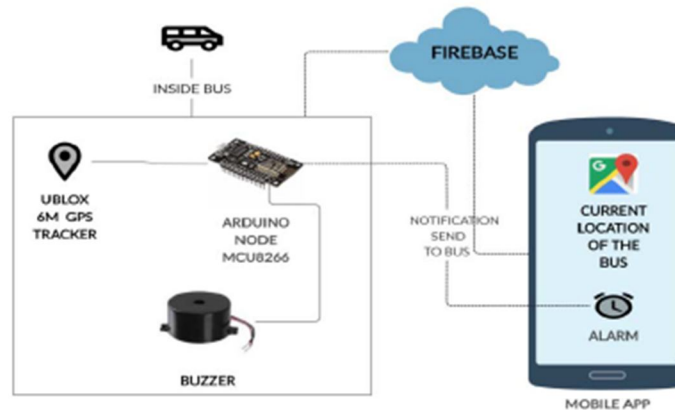 FIREBASE
INSIDE BUS
UBLOX
6M GPS
TRACKER
ARDUINO
NODE
MCU8266
BUZZER
NOTIFICATION
SEND
TO BUS
G
CURRENT
LOCATION
OF THE
BUS
ALARM
MOBILE APP